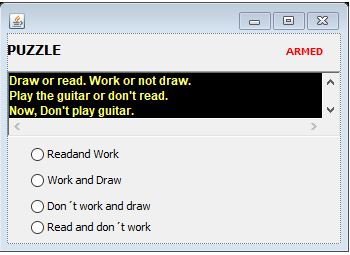 PUZZLE
ARMED
Draw or read. Work or not draw.
Play the guitar or don't read.
Now, Don't play guitar.
Readand Work
Work and Draw
Don ´t work and draw
Read and don ´t work